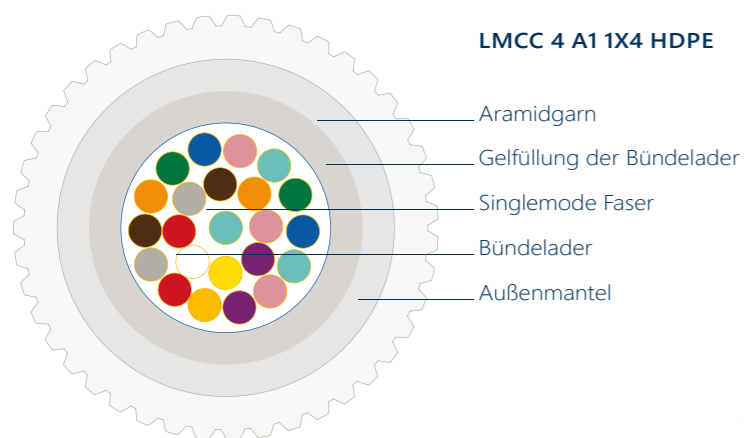 LMCC 4 A1 1X4 HDPE
Aramidgarn
Gelfüllung der Bündelader
Singlemode Faser
Bündelader
Außenmantel